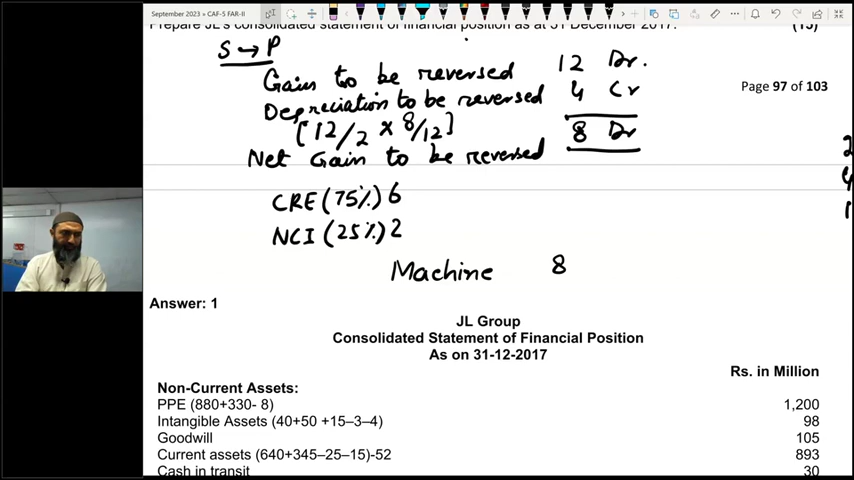 September 2023 » CAF-5 FAR-II
Prepare JL's consolidated statement of financial position as at 31 December 2017. (15)
S → P
Gain to be reversed 12 Dr.
Depreciation to be reversed 4 Cr
[12/2 × 8/12]
8 Dr
Net Gain to be reversed
Page 97 of 103
CRE (75%) 6
NCI (25%) 2
Machine 8
Answer: 1
JL Group
Consolidated Statement of Financial Position
As on 31-12-2017
Rs. in Million
Non-Current Assets:
PPE (880+330- 8) 1,200
Intangible Assets (40+50 +15–3–4) 98
Goodwill 105
Current assets (640+345–25–15)-52 893
Cash in transit 30